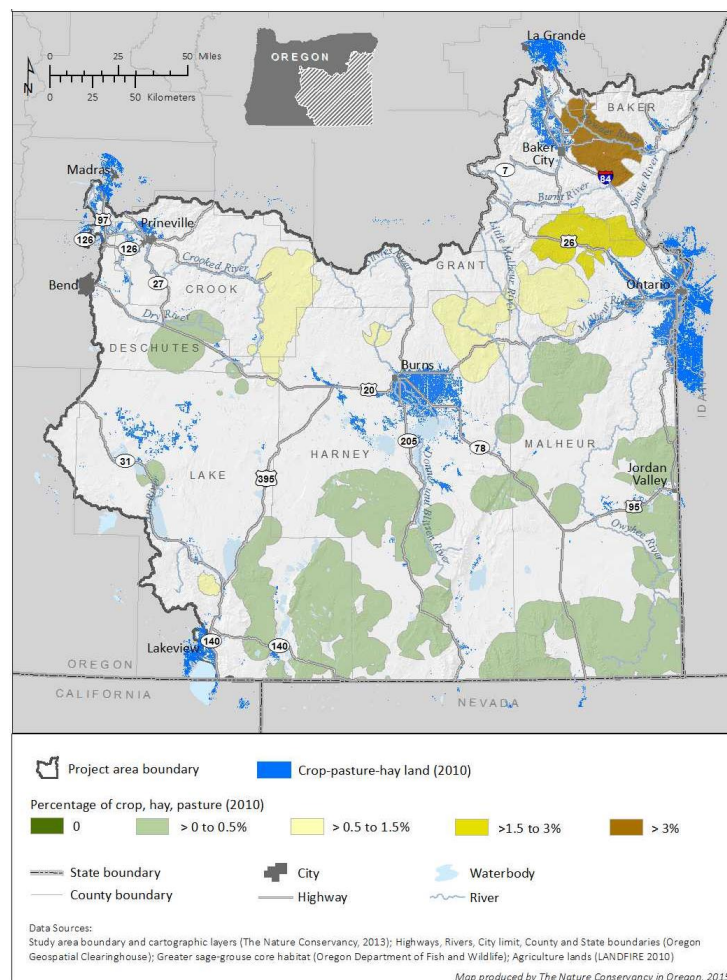 La Grande
0 50 Miles
OREGON
N
0 25 50 Kilometers
BAKER
Baker City
7
84
Snake River
Madras
Burnt River
97
126
126
Prineville
26
Little Malheur River
GRANT
Crooked River
Bend
27
CROOK
Ontario
Malheur River
Dry River
DESCHUTES
Burns
20
IDAHO
205
78
MALHEUR
31
LAKE
395
HARNEY
Jordan Valley
95
Donner und Blitzen River
Owyhee River
Lakeview
140
140
OREGON
CALIFORNIA
NEVADA
Project area boundary
Crop-pasture-hay land (2010)
Percentage of crop, hay, pasture (2010)
0
> 0 to 0.5%
> 0.5 to 1.5%
>1.5 to 3%
> 3%
State boundary
City
Waterbody
County boundary
Highway
River
Data Sources:
Study area boundary and cartographic layers (The Nature Conservancy, 2013); Highways, Rivers, City limit, County and State boundaries (Oregon
Geospatial Clearinghouse); Greater sage-grouse core habitat (Oregon Department of Fish and Wildlife); Agriculture lands (LANDFIRE 2010)
Map produced by The Nature Conservancy in Oregon, 2015